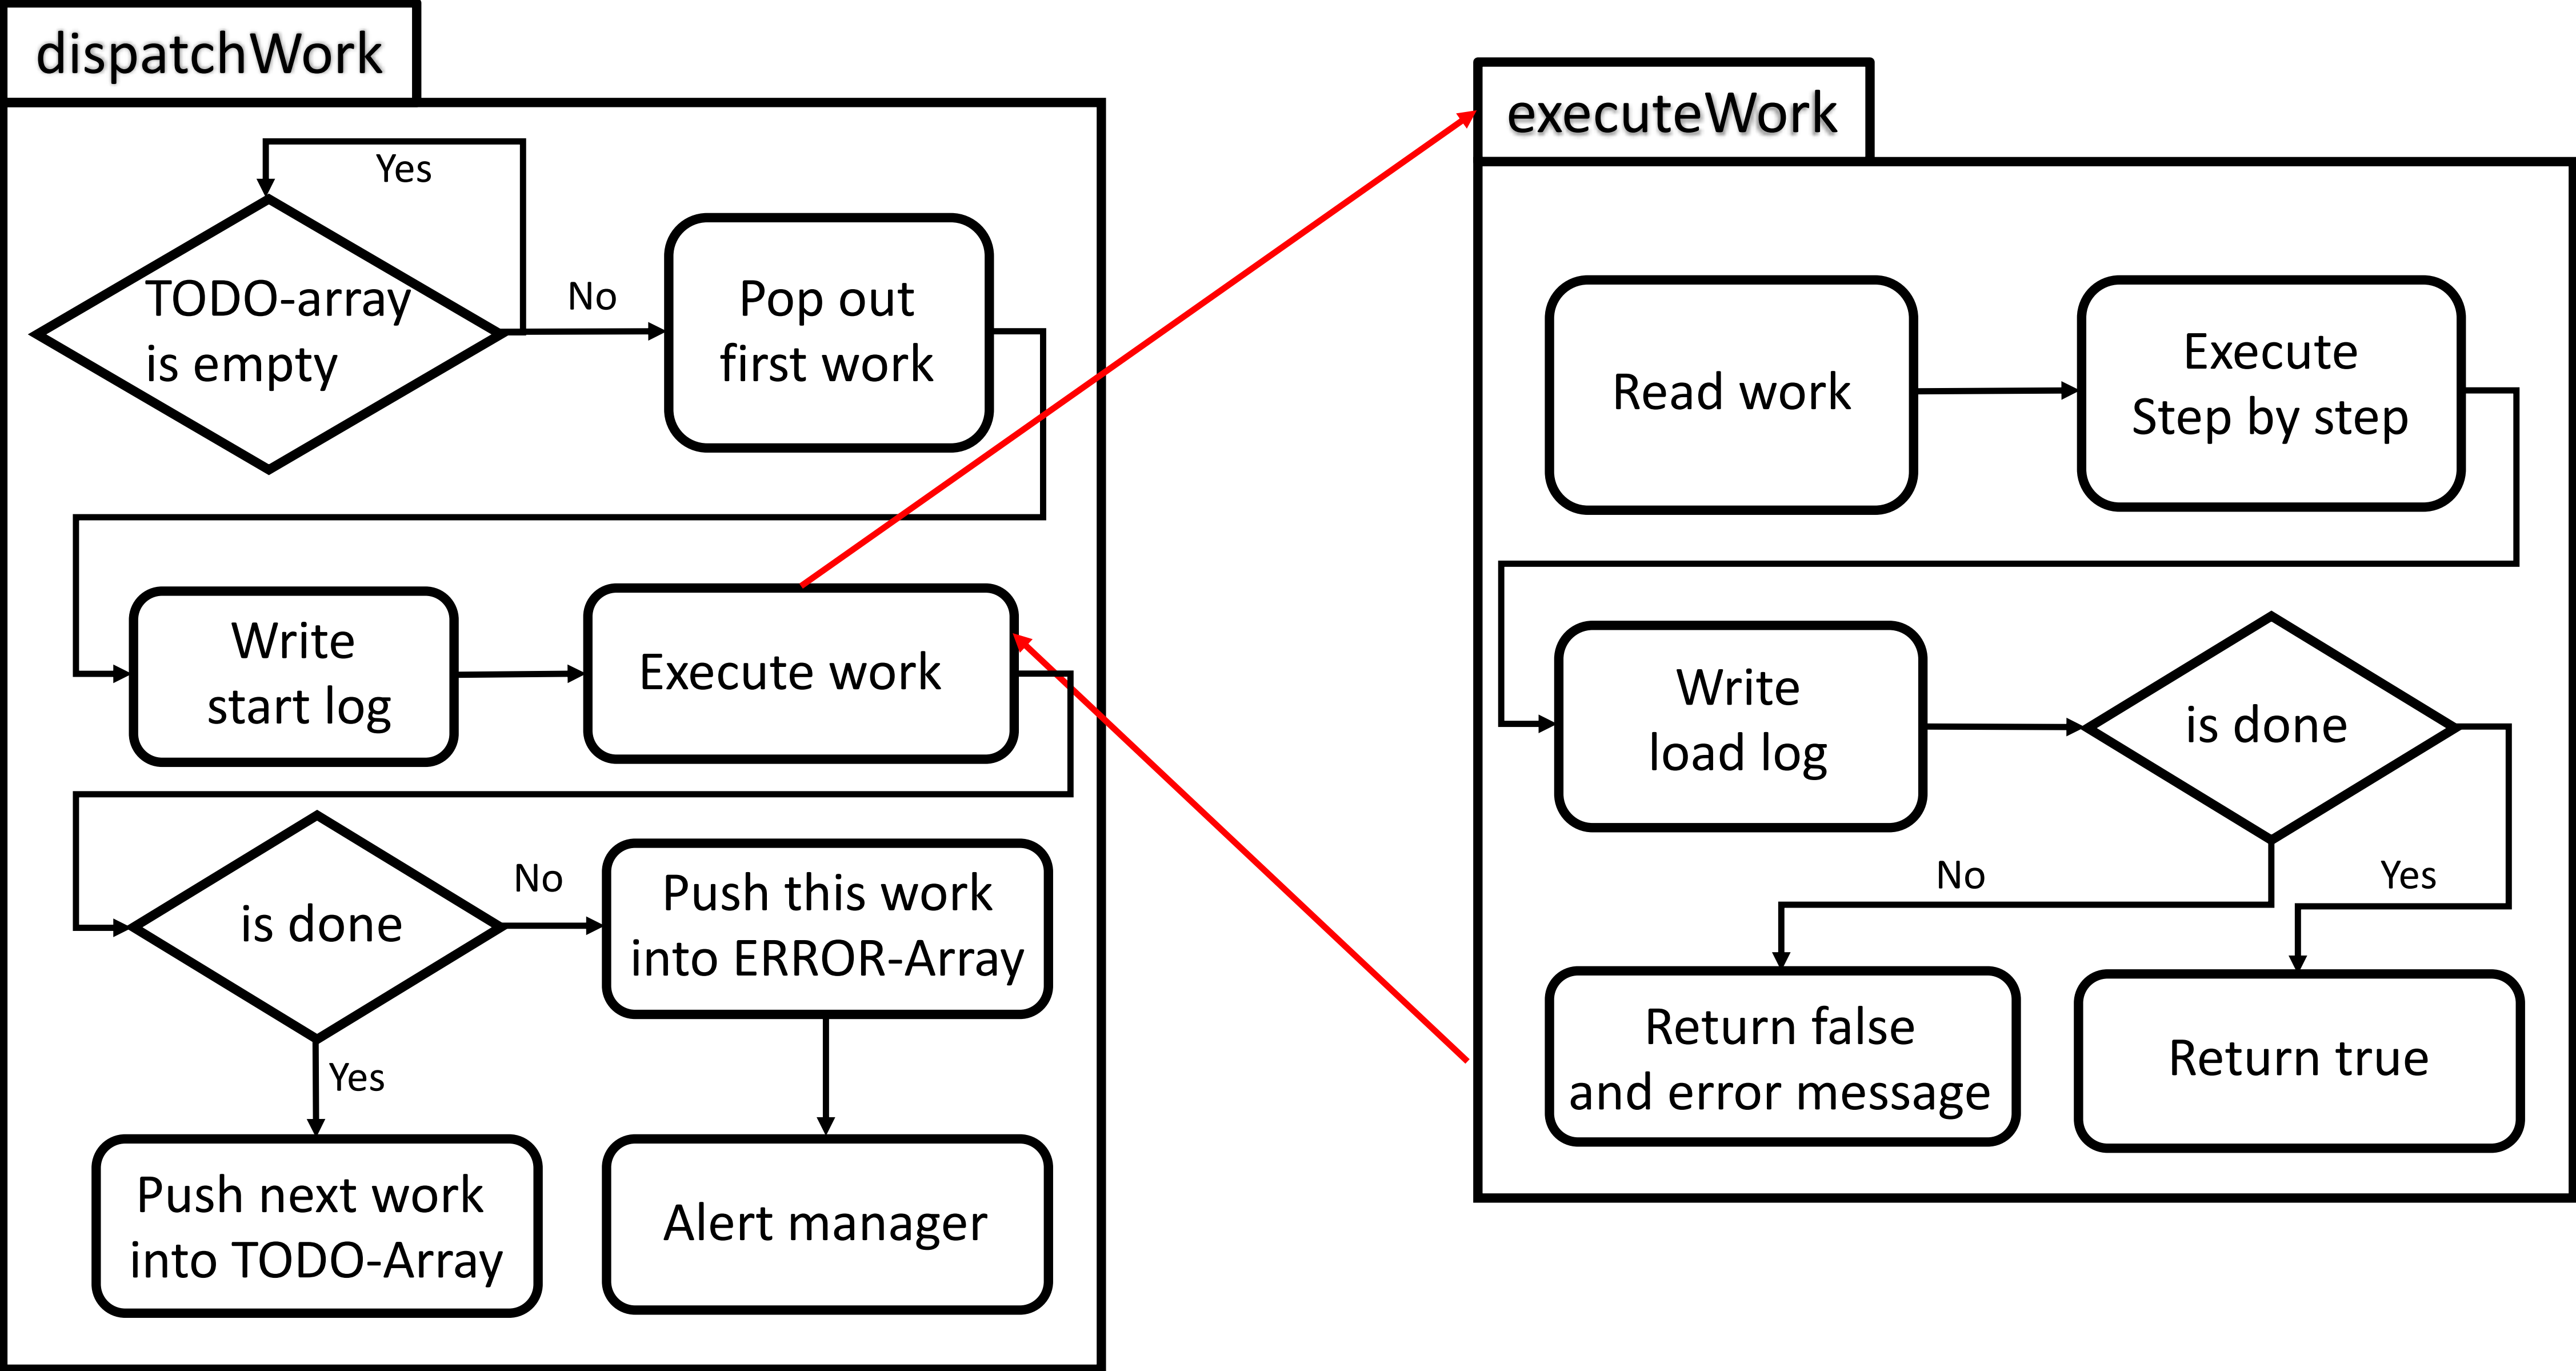 dispatchWork
Yes
TODO-array
is empty
No
Pop out
first work
Write
start log
Execute work
is done
No
Push this work
into ERROR-Array
Yes
Push next work
into TODO-Array
Alert manager
executeWork
Read work
Execute
Step by step
Write
load log
is done
No
Yes
Return false
and error message
Return true